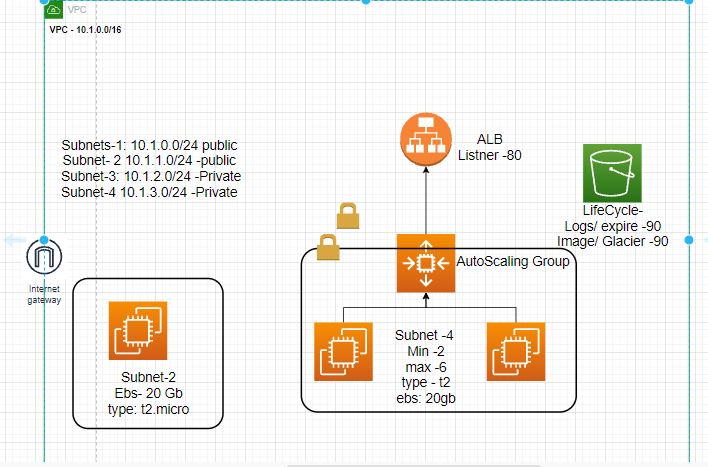 VPC
VPC - 10.1.0.0/16
Subnets-1: 10.1.0.0/24 public
Subnet- 2 10.1.1.0/24 -public
Subnet-3: 10.1.2.0/24 -Private
Subnet-4 10.1.3.0/24 -Private
ALB
Listner -80
LifeCycle-
Logs/ expire -90
Image/ Glacier -90
AutoScaling Group
Internet
gateway
Subnet-2
Ebs- 20 Gb
type: t2.micro
Subnet -4
Min -2
max -6
type - t2
ebs: 20gb